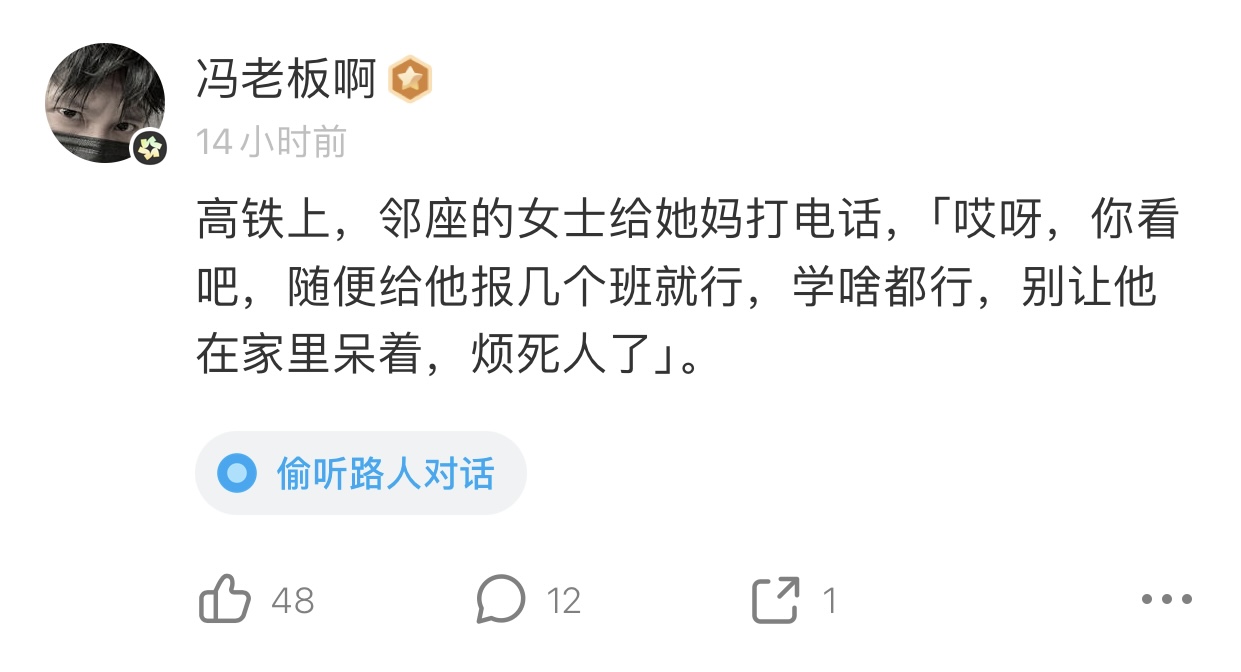 冯老板啊
14小时前
高铁上，邻座的女士给她妈打电话，「哎呀，你看
吧，随便给他报几个班就行，学啥都行，别让他
在家里呆着，烦死人了」。
偷听路人对话
48 12 1